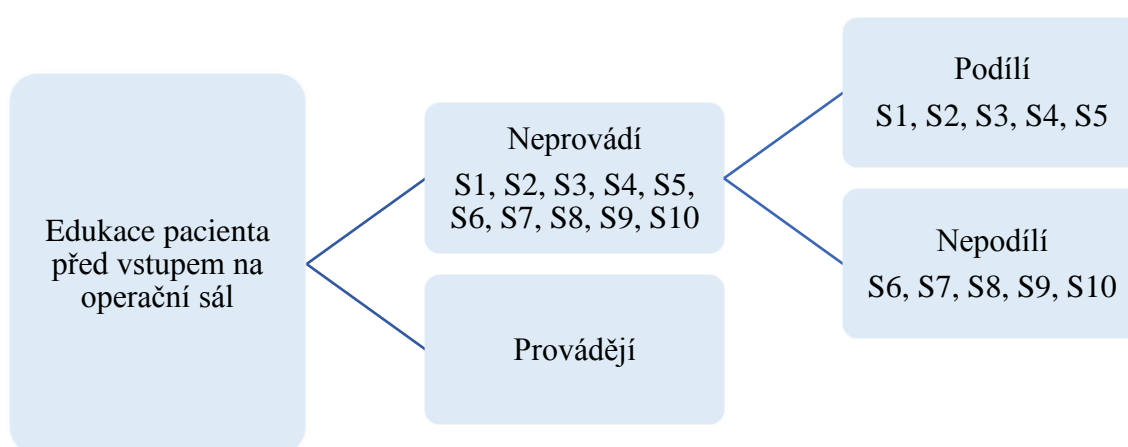 Edukace pacienta
před vstupem na
operační sál
Neprovádí
S1, S2, S3, S4, S5,
S6, S7, S8, S9, S10
Provádějí
Podílí
S1, S2, S3, S4, S5
Nepodílí
S6, S7, S8, S9, S10